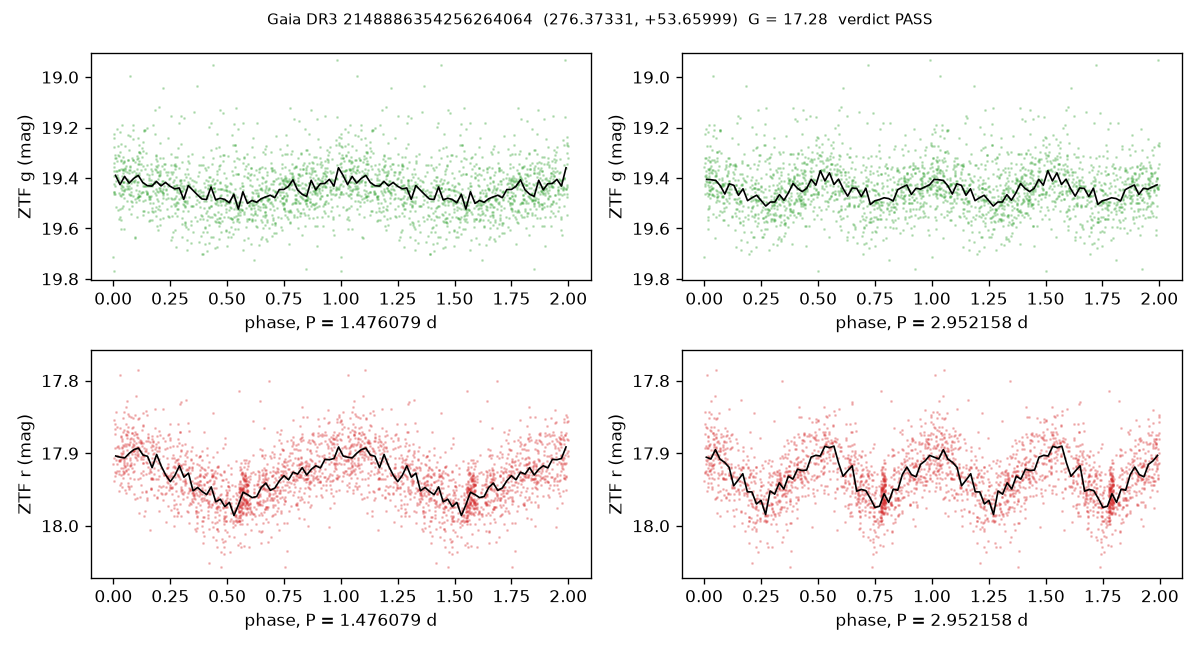 Gaia DR3 2148886354256264064 (276.37331, +53.65999) G = 17.28 verdict PASS
ZTF g (mag)
19.0
19.2
19.4
19.6
19.8
0.00 0.25 0.50 0.75 1.00 1.25 1.50 1.75 2.00
phase, P = 1.476079 d
ZTF g (mag)
19.0
19.2
19.4
19.6
19.8
0.00 0.25 0.50 0.75 1.00 1.25 1.50 1.75 2.00
phase, P = 2.952158 d
ZTF r (mag)
17.8
17.9
18.0
0.00 0.25 0.50 0.75 1.00 1.25 1.50 1.75 2.00
phase, P = 1.476079 d
ZTF r (mag)
17.8
17.9
18.0
0.00 0.25 0.50 0.75 1.00 1.25 1.50 1.75 2.00
phase, P = 2.952158 d